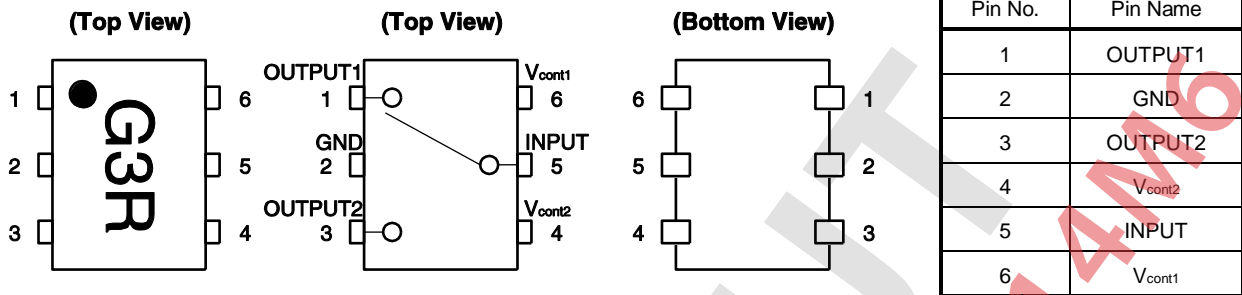 (Top View)
1
2
3
G3R
6
5
4
(Top View)
OUTPUT1
1
GND
2
OUTPUT2
3
Vcont1
6
INPUT
5
Vcont2
4
(Bottom View)
6
5
4
1
2
3
Pin No. Pin Name
1 OUTPUT1
2 GND
3 OUTPUT2
4 Vcont2
5 INPUT
6 Vcont1
UT
4M6